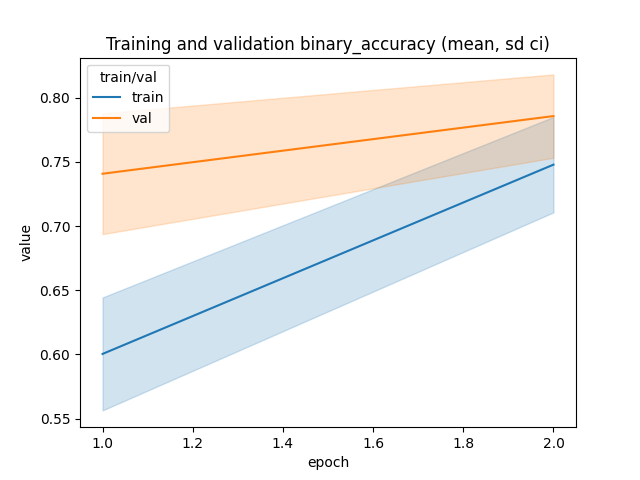 Training and validation binary_accuracy (mean, sd ci)
train/val
train
val
value
0.80
0.75
0.70
0.65
0.60
0.55
1.0 1.2 1.4 1.6 1.8 2.0
epoch